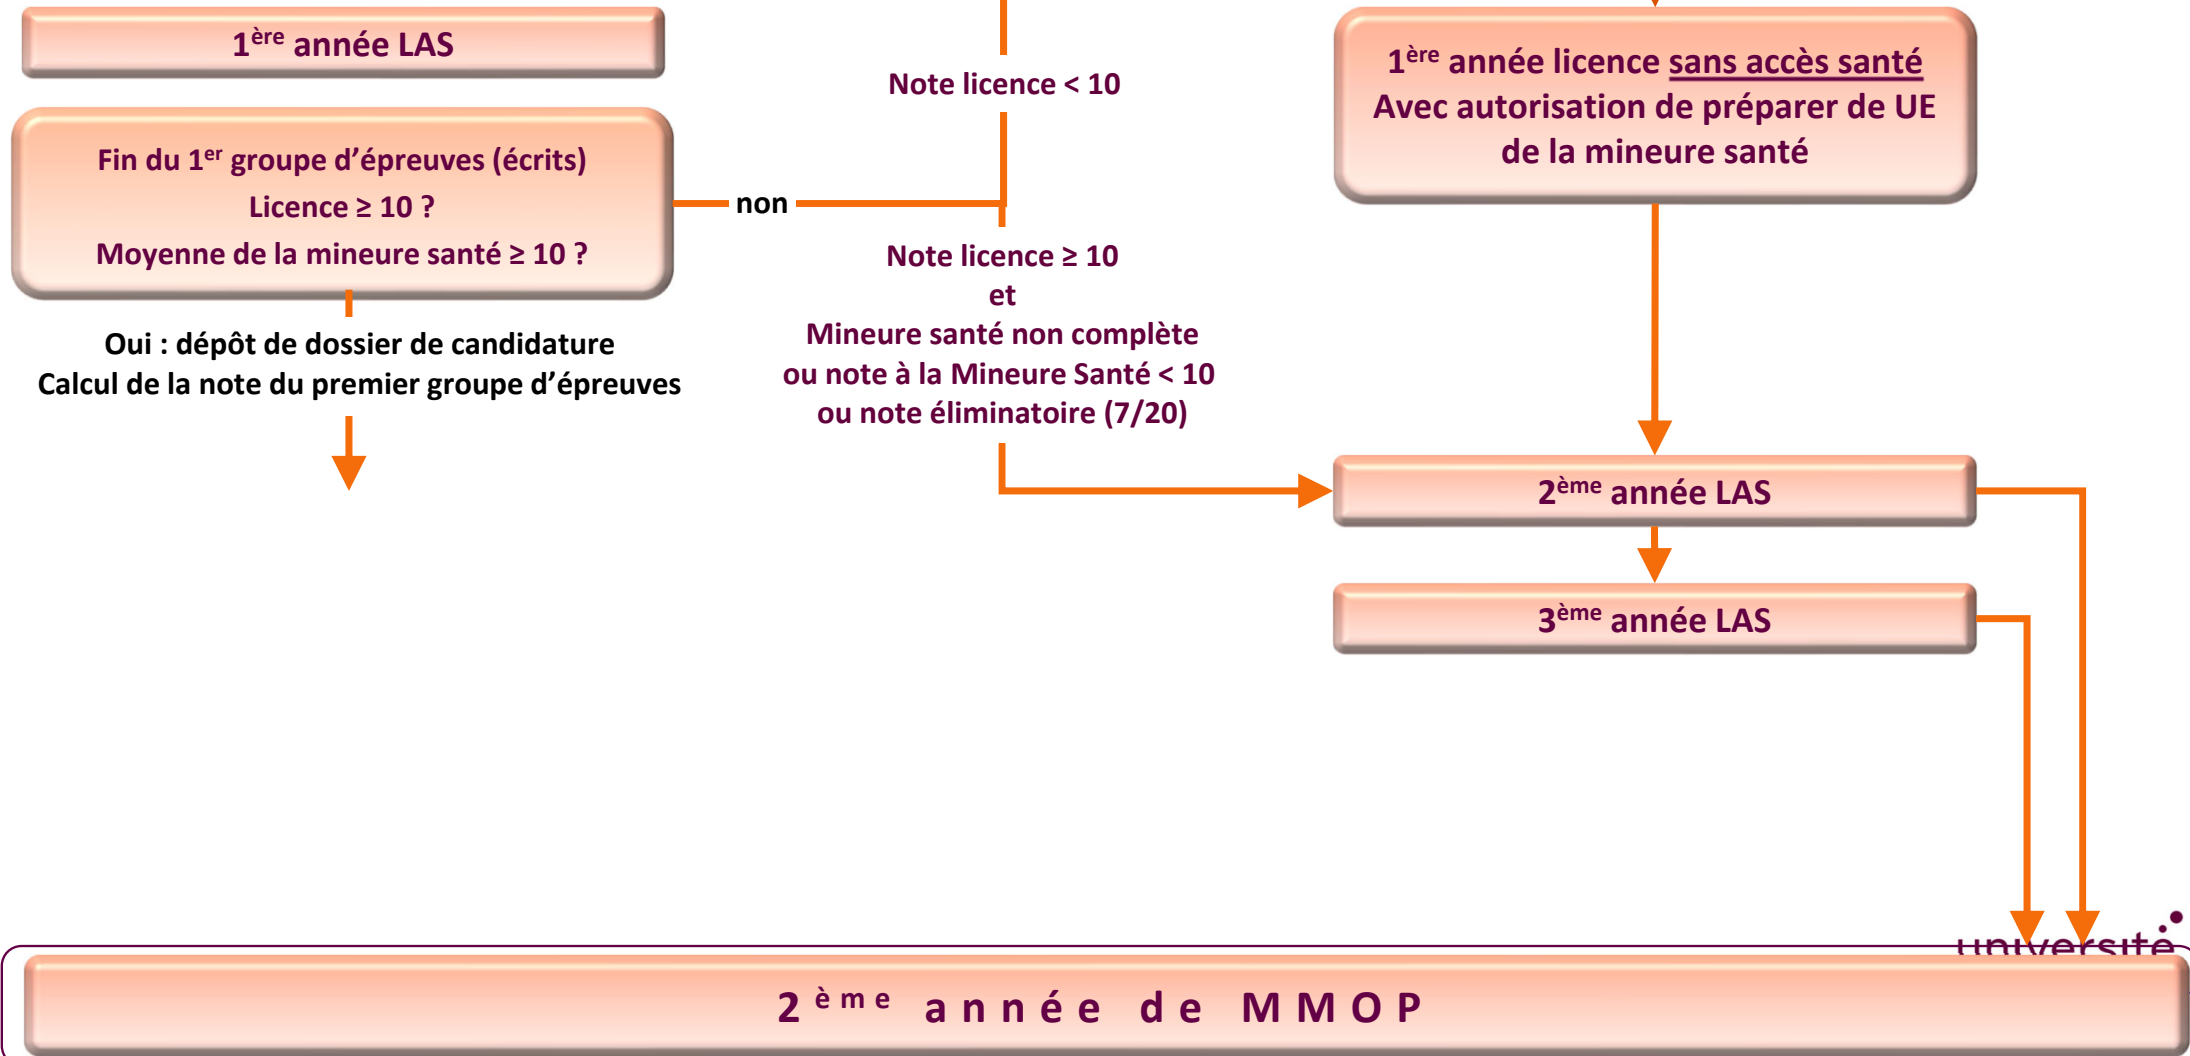 1ère année LAS
Fin du 1er groupe d'épreuves (écrits)
Licence ≥ 10 ?
Moyenne de la mineure santé ≥ 10 ?
Oui : dépôt de dossier de candidature
Calcul de la note du premier groupe d'épreuves
non
Note licence < 10
Note licence ≥ 10
et
Mineure santé non complète
ou note à la Mineure Santé < 10
ou note éliminatoire (7/20)
1ère année licence sans accès santé
Avec autorisation de préparer de UE
de la mineure santé
2ème année LAS
3ème année LAS
université
2ème année de MMOP